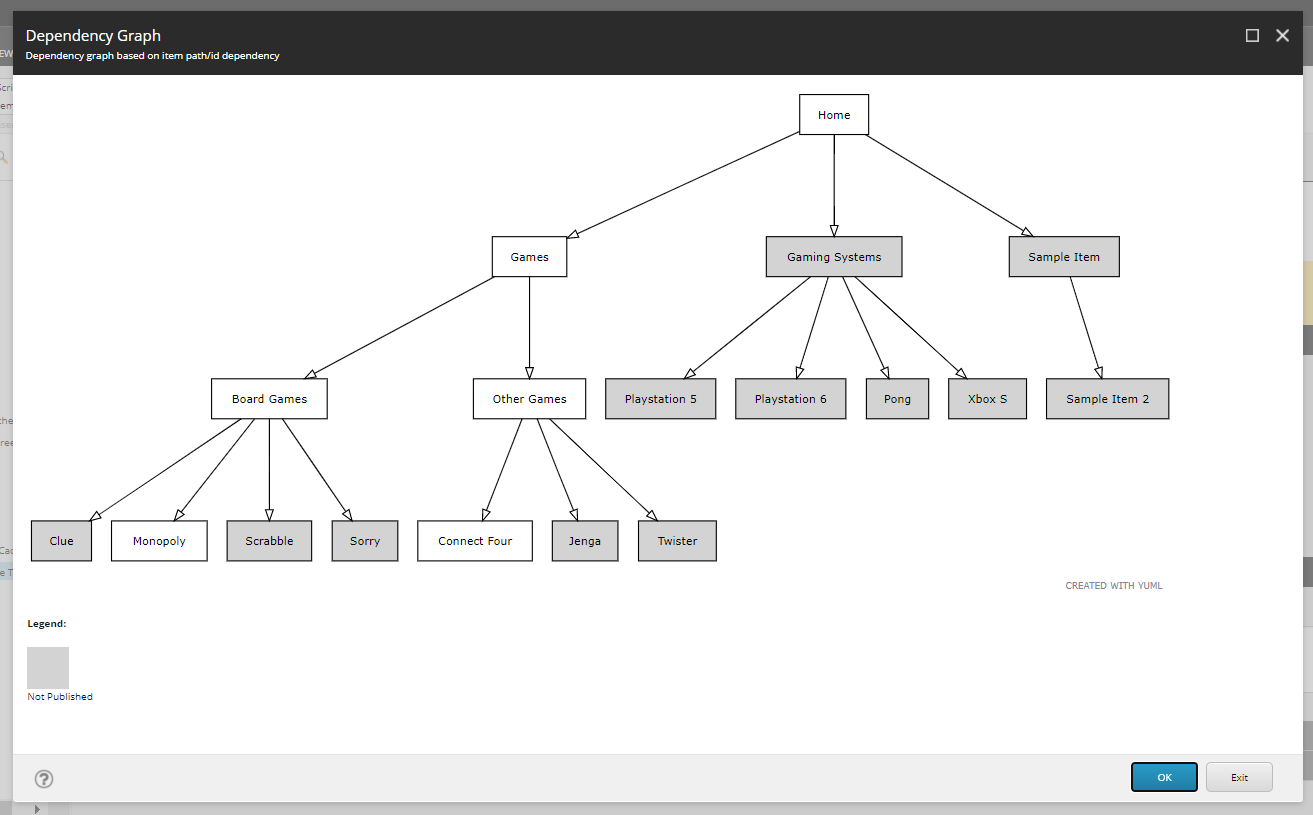 Dependency Graph
Dependency graph based on item path/id dependency
Home
Games
Gaming Systems
Sample Item
Board Games
Other Games
Playstation 5
Playstation 6
Pong
Xbox S
Sample Item 2
Clue
Monopoly
Scrabble
Sorry
Connect Four
Jenga
Twister
CREATED WITH YUML
Legend:
Not Published
?
OK
Exit